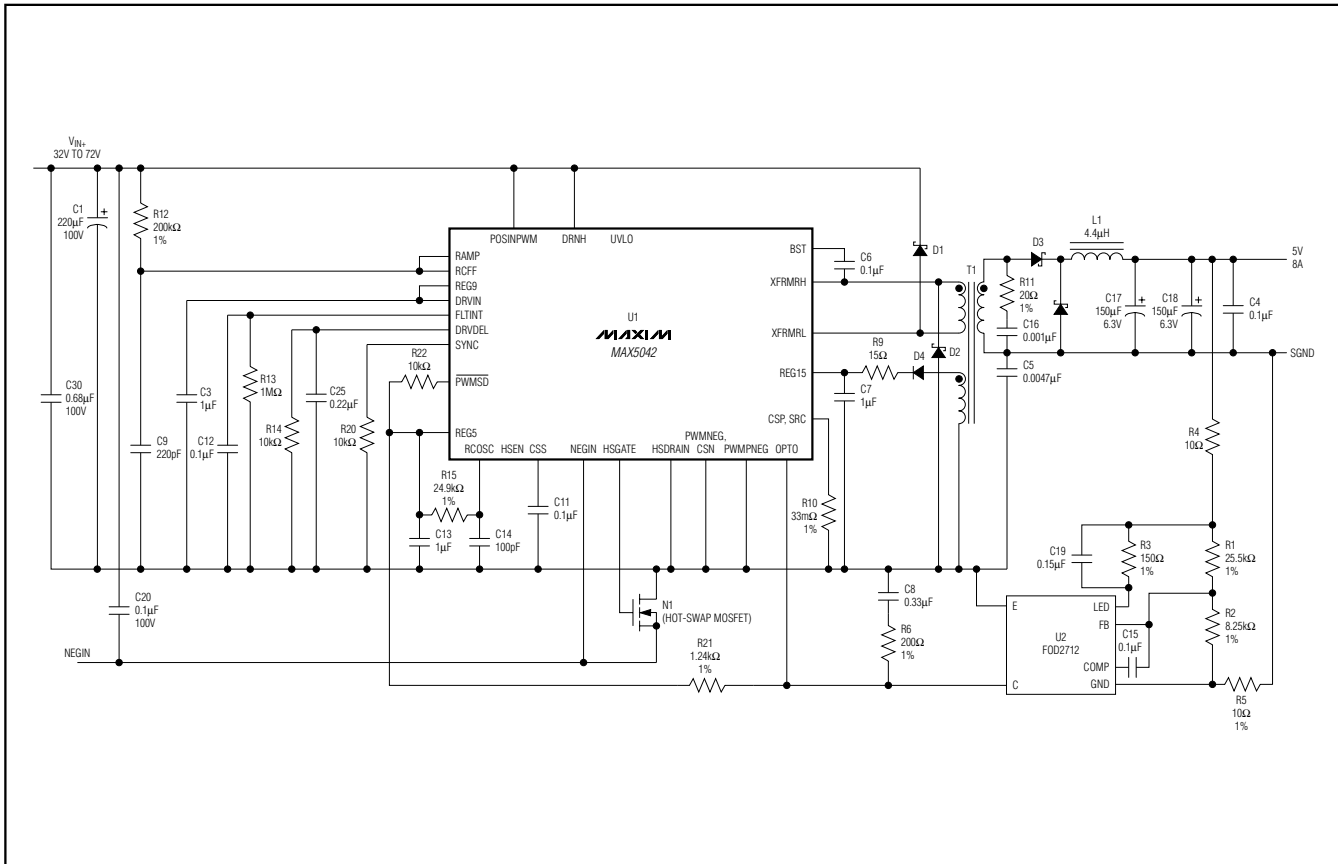 VIN+
32V TO 72V
C1
220µF
100V
R12
200kΩ
1%
C30
0.68µF
100V
C9
220pF
C3
1µF
C12
0.1µF
R13
1MΩ
R14
10kΩ
C25
0.22µF
R20
10kΩ
R22
10kΩ
POSINPWM
DRNH
UVLO
RAMP
RCFF
REG9
DRVIN
FLTINT
DRVDEL
SYNC
PWMSD
REG5
U1
MAXIM
MAX5042
BST
XFRMRH
XFRMRL
REG15
CSP, SRC
RCOSC
HSEN
CSS
NEGIN
HSGATE
HSDRAIN
PWMNEG,
CSN
PWMPNEG
OPTO
C6
0.1µF
D1
D2
T1
R9
15Ω
D4
C7
1µF
R10
33mΩ
1%
D3
R11
20Ω
1%
C16
0.001µF
C5
0.0047µF
L1
4.4µH
C17
150µF
6.3V
C18
150µF
6.3V
C4
0.1µF
5V
8A
SGND
R15
24.9kΩ
1%
C13
1µF
C14
100pF
C11
0.1µF
C20
0.1µF
100V
NEGIN
N1
(HOT-SWAP MOSFET)
R21
1.24kΩ
1%
C8
0.33µF
R6
200Ω
1%
R4
10Ω
C19
0.15µF
R3
150Ω
1%
R1
25.5kΩ
1%
R2
8.25kΩ
1%
E
C
U2
FOD2712
LED
FB
COMP
GND
C15
0.1µF
R5
10Ω
1%